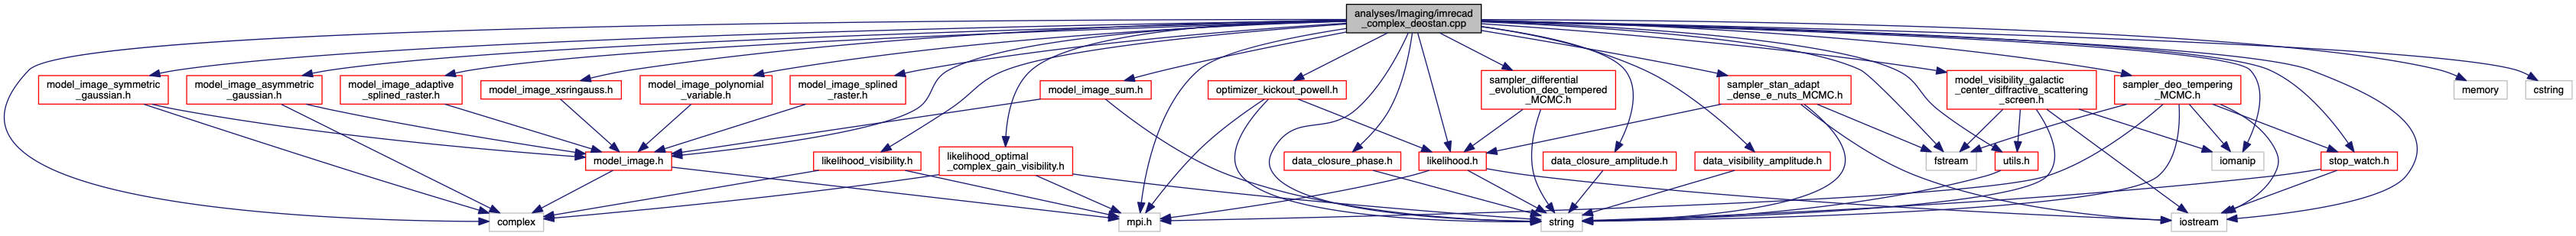 analyses/Imaging/imrecad
_complex_deostan.cpp
model_image_symmetric
_gaussian.h
model_image_asymmetric
_gaussian.h
model_image_adaptive
_splined_raster.h
model_image_xsringauss.h
model_image_polynomial
_variable.h
model_image_splined
_raster.h
model_image_sum.h
optimizer_kickout_powell.h
sampler_differential
_evolution_deo_tempered
_MCMC.h
sampler_stan_adapt
_dense_e_nuts_MCMC.h
model_visibility_galactic
_center_diffractive_scattering
_screen.h
sampler_deo_tempering
_MCMC.h
memory
cstring
model_image.h
likelihood_visibility.h
likelihood_optimal
_complex_gain_visibility.h
data_closure_phase.h
likelihood.h
data_closure_amplitude.h
data_visibility_amplitude.h
fstream
utils.h
iomanip
stop_watch.h
complex
mpi.h
string
iostream